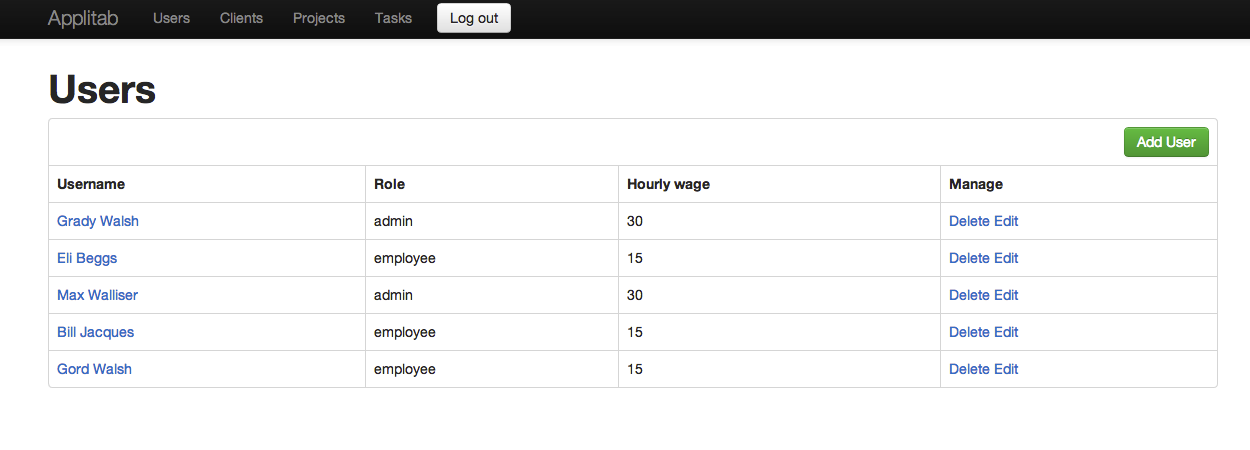 Applitab Users Clients Projects Tasks Log out
Users
Add User
Username Role Hourly wage Manage
Grady Walsh admin 30 Delete Edit
Eli Beggs employee 15 Delete Edit
Max Walliser admin 30 Delete Edit
Bill Jacques employee 15 Delete Edit
Gord Walsh employee 15 Delete Edit